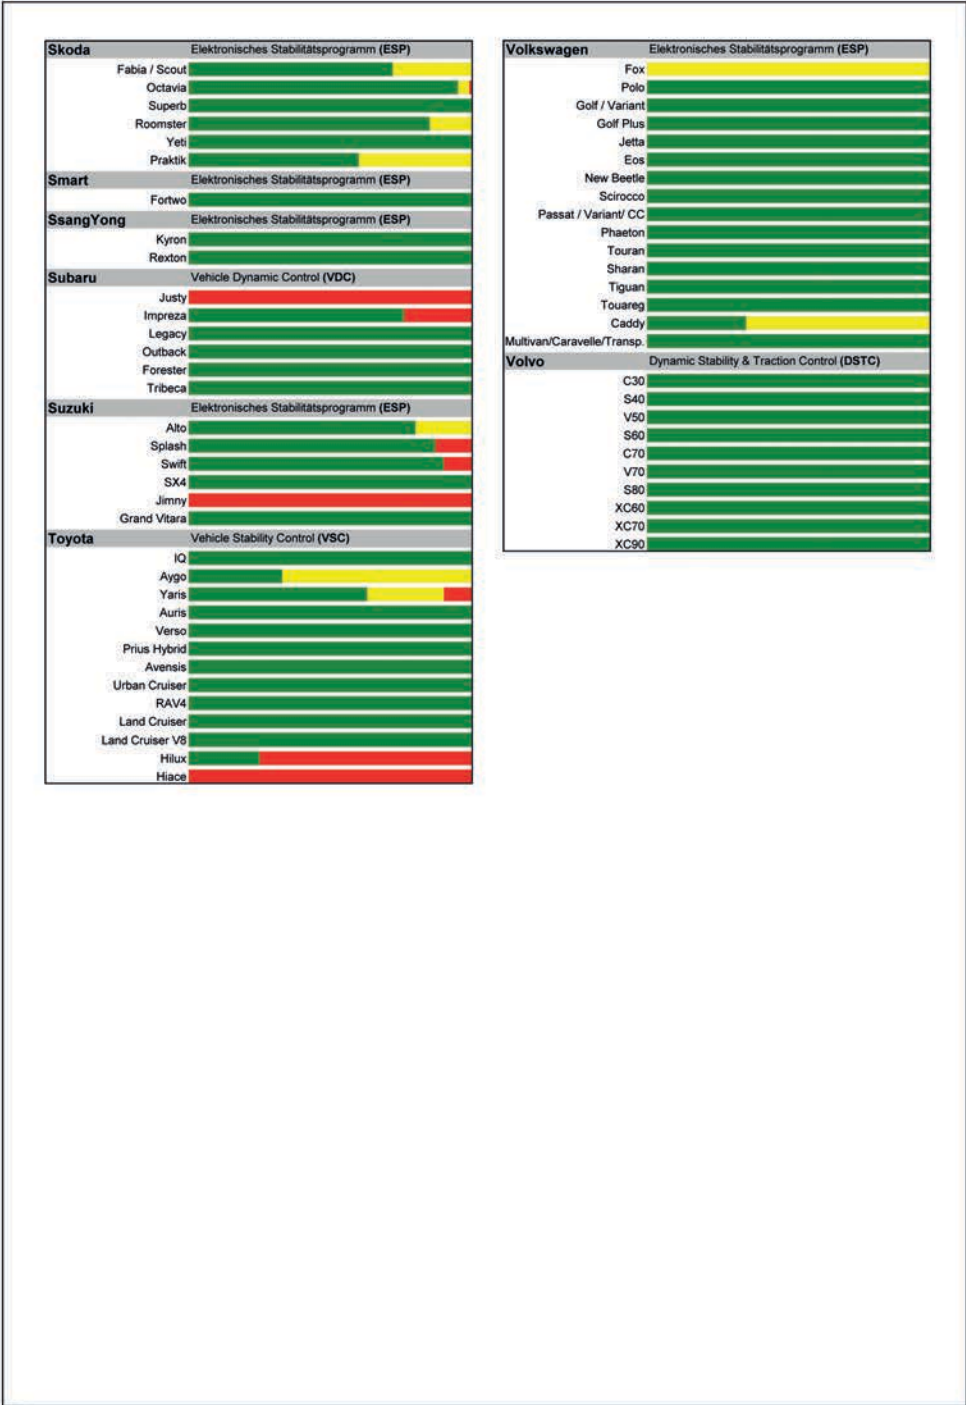 Skoda Elektronisches Stabilitätsprogramm (ESP)
Fabia / Scout
Octavia
Superb
Roomster
Yeti
Praktik
Smart Elektronisches Stabilitätsprogramm (ESP)
Fortwo
SsangYong Elektronisches Stabilitätsprogramm (ESP)
Kyron
Rexton
Subaru Vehicle Dynamic Control (VDC)
Justy
Impreza
Legacy
Outback
Forester
Tribeca
Suzuki Elektronisches Stabilitätsprogramm (ESP)
Alto
Splash
Swift
SX4
Jimny
Grand Vitara
Toyota Vehicle Stability Control (VSC)
IQ
Aygo
Yaris
Auris
Verso
Prius Hybrid
Avensis
Urban Cruiser
RAV4
Land Cruiser
Land Cruiser V8
Hilux
Hiace
Volkswagen Elektronisches Stabilitätsprogramm (ESP)
Fox
Polo
Golf / Variant
Golf Plus
Jetta
Eos
New Beetle
Scirocco
Passat / Variant/ CC
Phaeton
Touran
Sharan
Tiguan
Touareg
Caddy
Multivan/Caravelle/Transp.
Volvo Dynamic Stability & Traction Control (DSTC)
C30
S40
V50
S60
C70
V70
S80
XC60
XC70
XC90